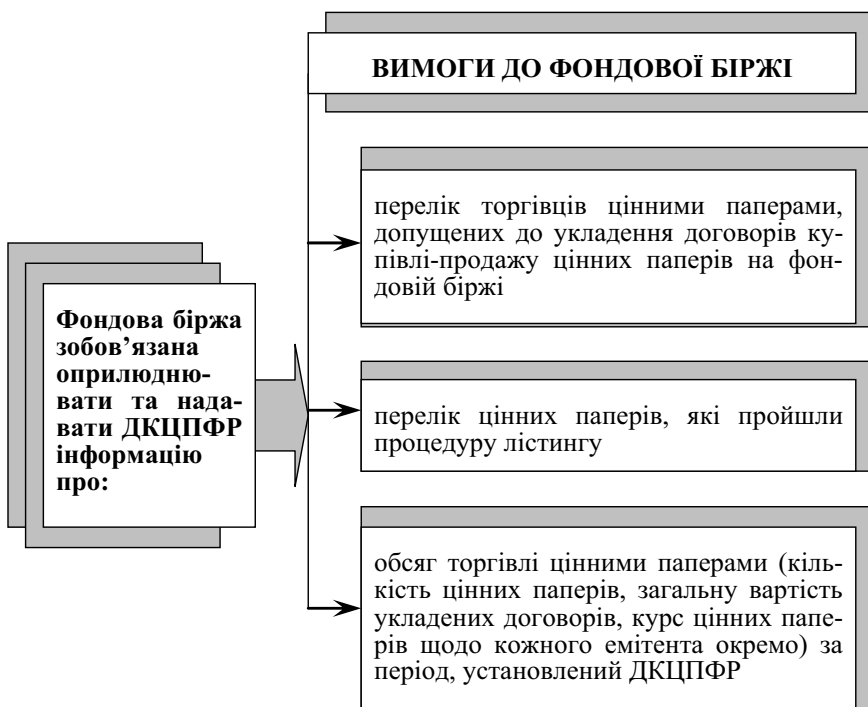 ВИМОГИ ДО ФОНДОВОЇ БІРЖІ
Фондова біржа
зобов’язана
оприлюдню-
вати та нада-
вати ДКЦПФР
інформацію
про:
перелік торгівців цінними паперами,
допущених до укладення договорів ку-
півлі-продажу цінних паперів на фон-
довій біржі
перелік цінних паперів, які пройшли
процедуру лістингу
обсяг торгівлі цінними паперами (кіль-
кість цінних паперів, загальну вартість
укладених договорів, курс цінних папе-
рів щодо кожного емітента окремо) за
період, установлений ДКЦПФР